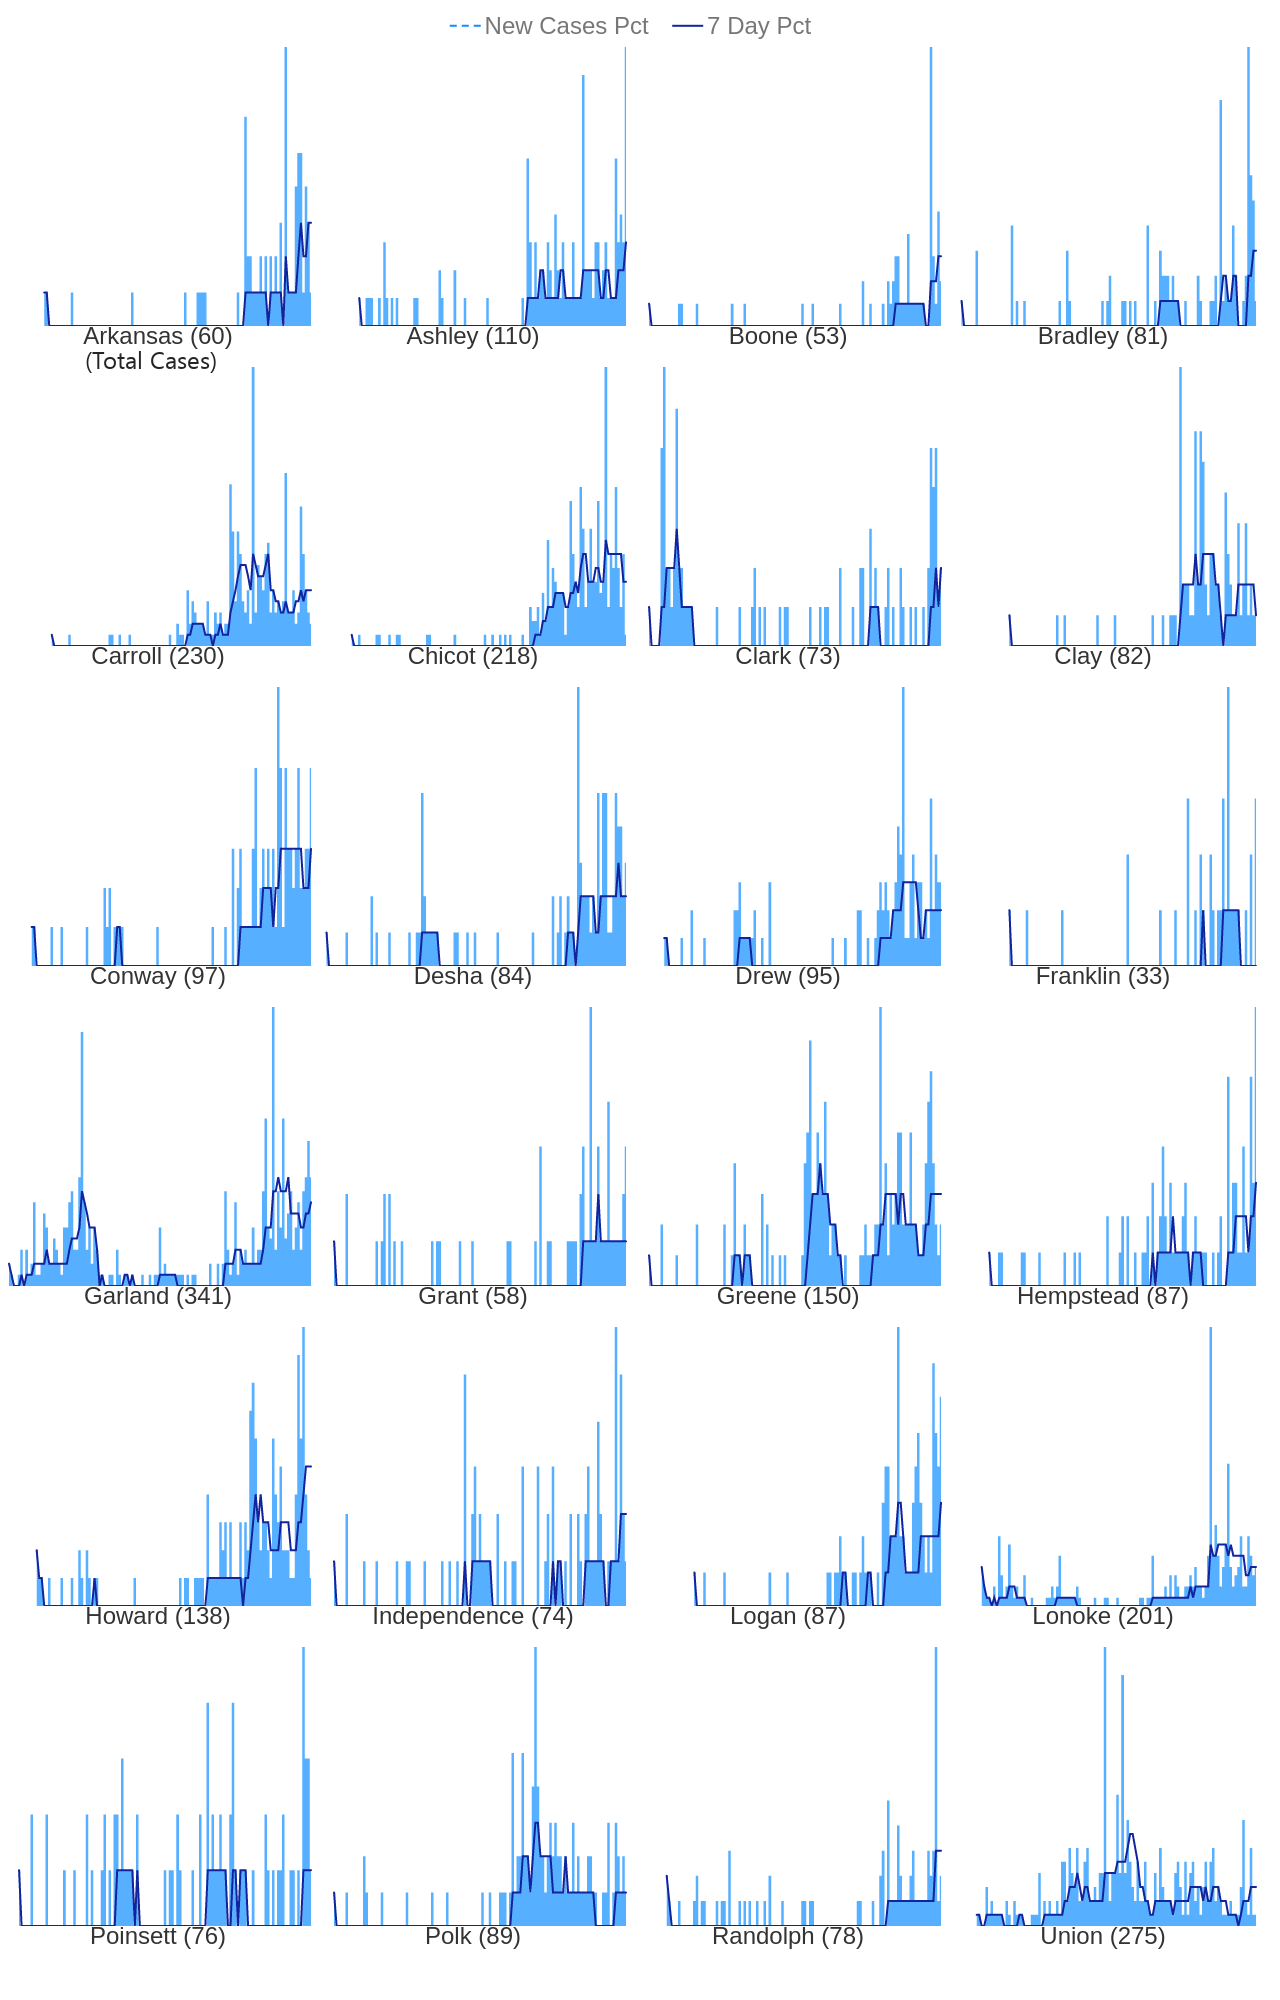 New Cases Pct 7 Day Pct
Arkansas (60) Ashley (110) Boone (53) Bradley (81)
(Total Cases)
Carroll (230) Chicot (218) Clark (73) Clay (82)
Conway (97) Desha (84) Drew (95) Franklin (33)
Garland (341) Grant (58) Greene (150) Hempstead (87)
Howard (138) Independence (74) Logan (87) Lonoke (201)
Poinsett (76) Polk (89) Randolph (78) Union (275)